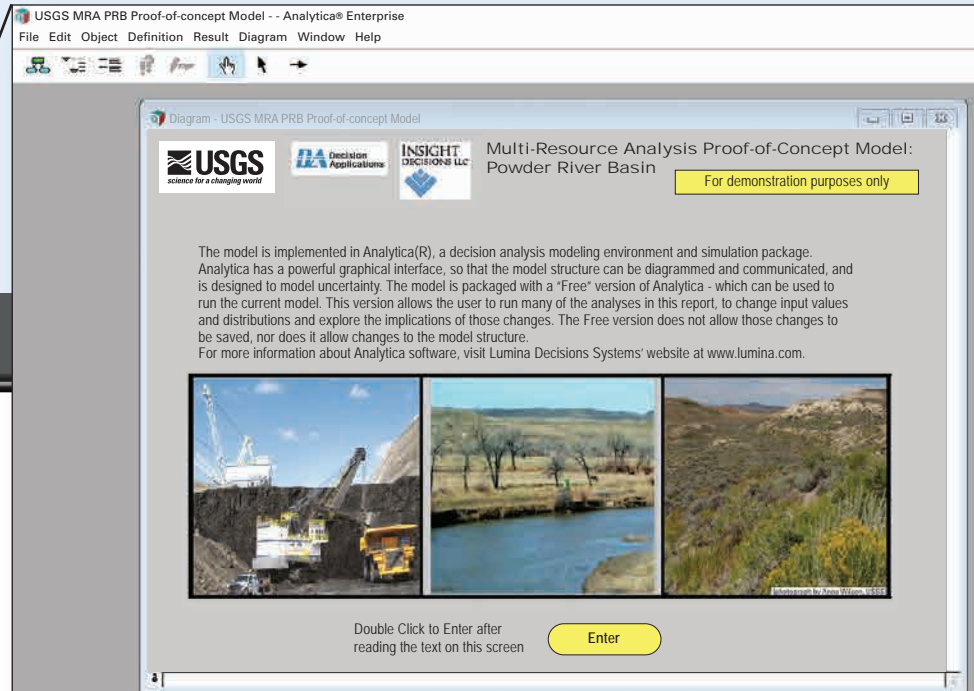 USGS MRA PRB Proof-of-concept Model - - Analytica® Enterprise
File Edit Object Definition Result Diagram Window Help
Diagram - USGS MRA PRB Proof-of-concept Model
USGS
science for a changing world
DA Decision
Applications
INSIGHT
DECISIONS LLC
Multi-Resource Analysis Proof-of-Concept Model:
Powder River Basin
For demonstration purposes only
The model is implemented in Analytica(R), a decision analysis modeling environment and simulation package.
Analytica has a powerful graphical interface, so that the model structure can be diagrammed and communicated, and
is designed to model uncertainty. The model is packaged with a “Free” version of Analytica - which can be used to
run the current model. This version allows the user to run many of the analyses in this report, to change input values
and distributions and explore the implications of those changes. The Free version does not allow those changes to
be saved, nor does it allow changes to the model structure.
For more information about Analytica software, visit Lumina Decisions Systems’ website at www.lumina.com.
photograph by Anna Wilson, USGS
Double Click to Enter after
reading the text on this screen
Enter